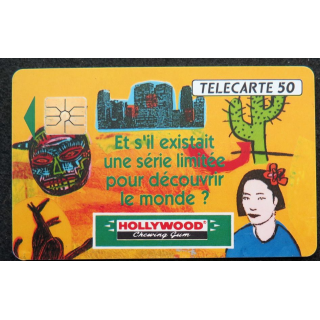 TELECARTE 50
Et s'il existait
une série limitée
pour découvrir
le monde ?
HOLLYWOOD
Chewing Gum